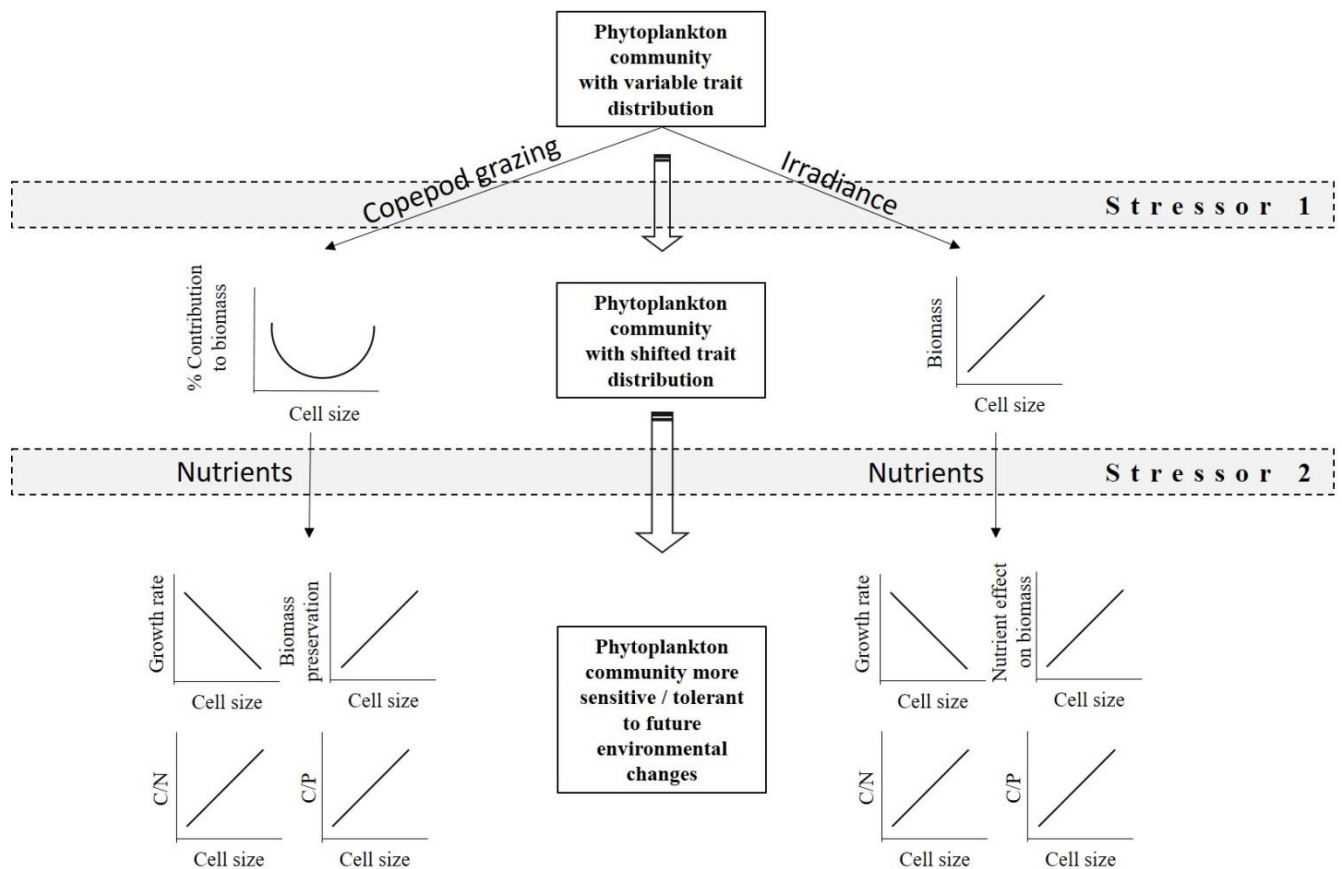 Phytoplankton
community
with variable trait
distribution
Copepod grazing
Irradiance
Stressor 1
% Contribution
to biomass
Cell size
Phytoplankton
community
with shifted trait
distribution
Biomass
Cell size
Nutrients
Nutrients
Stressor 2
Growth rate
Cell size
Biomass
preservation
Cell size
C/N
Cell size
C/P
Cell size
Phytoplankton
community more
sensitive / tolerant
to future
environmental
changes
Growth rate
Cell size
Nutrient effect
on biomass
Cell size
C/N
Cell size
C/P
Cell size